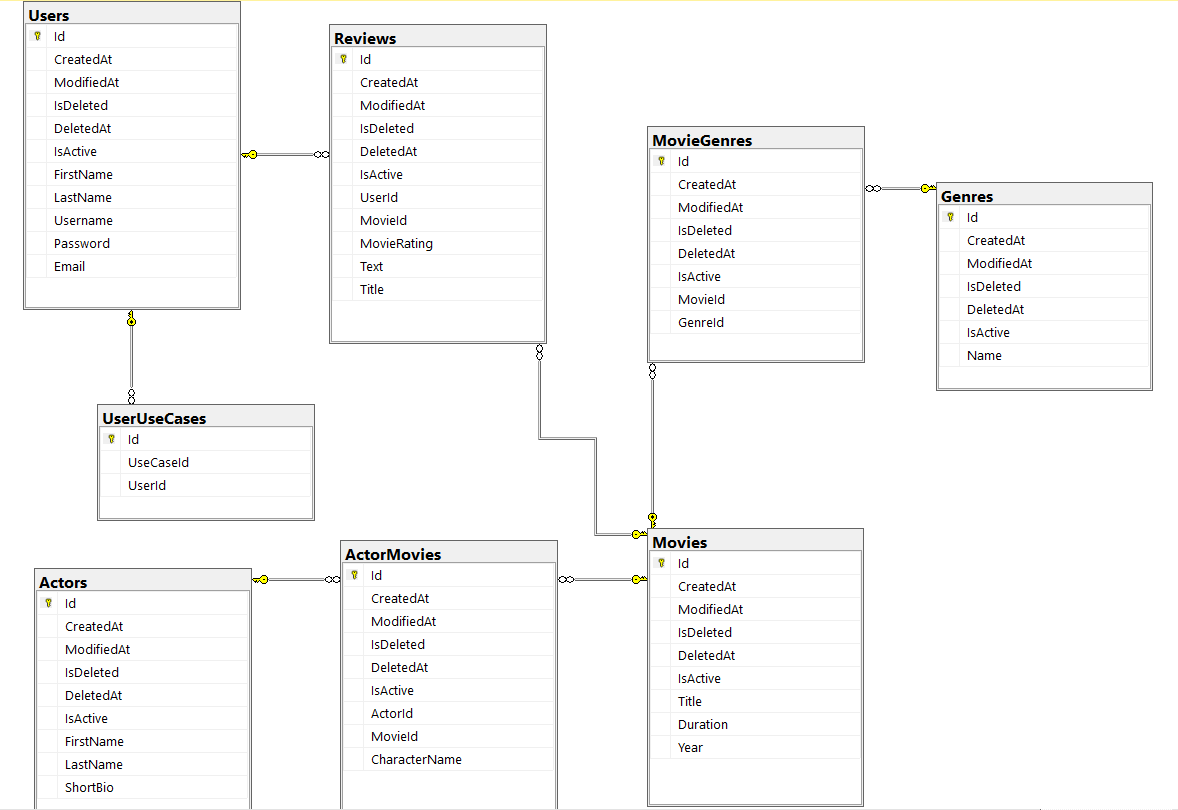 Users
Id
CreatedAt
ModifiedAt
IsDeleted
DeletedAt
IsActive
FirstName
LastName
Username
Password
Email
Reviews
Id
CreatedAt
ModifiedAt
IsDeleted
DeletedAt
IsActive
UserId
MovieId
MovieRating
Text
Title
MovieGenres
Id
CreatedAt
ModifiedAt
IsDeleted
DeletedAt
IsActive
MovieId
GenreId
Genres
Id
CreatedAt
ModifiedAt
IsDeleted
DeletedAt
IsActive
Name
UserUseCases
Id
UseCaseId
UserId
Actors
Id
CreatedAt
ModifiedAt
IsDeleted
DeletedAt
IsActive
FirstName
LastName
ShortBio
ActorMovies
Id
CreatedAt
ModifiedAt
IsDeleted
DeletedAt
IsActive
ActorId
MovieId
CharacterName
Movies
Id
CreatedAt
ModifiedAt
IsDeleted
DeletedAt
IsActive
Title
Duration
Year